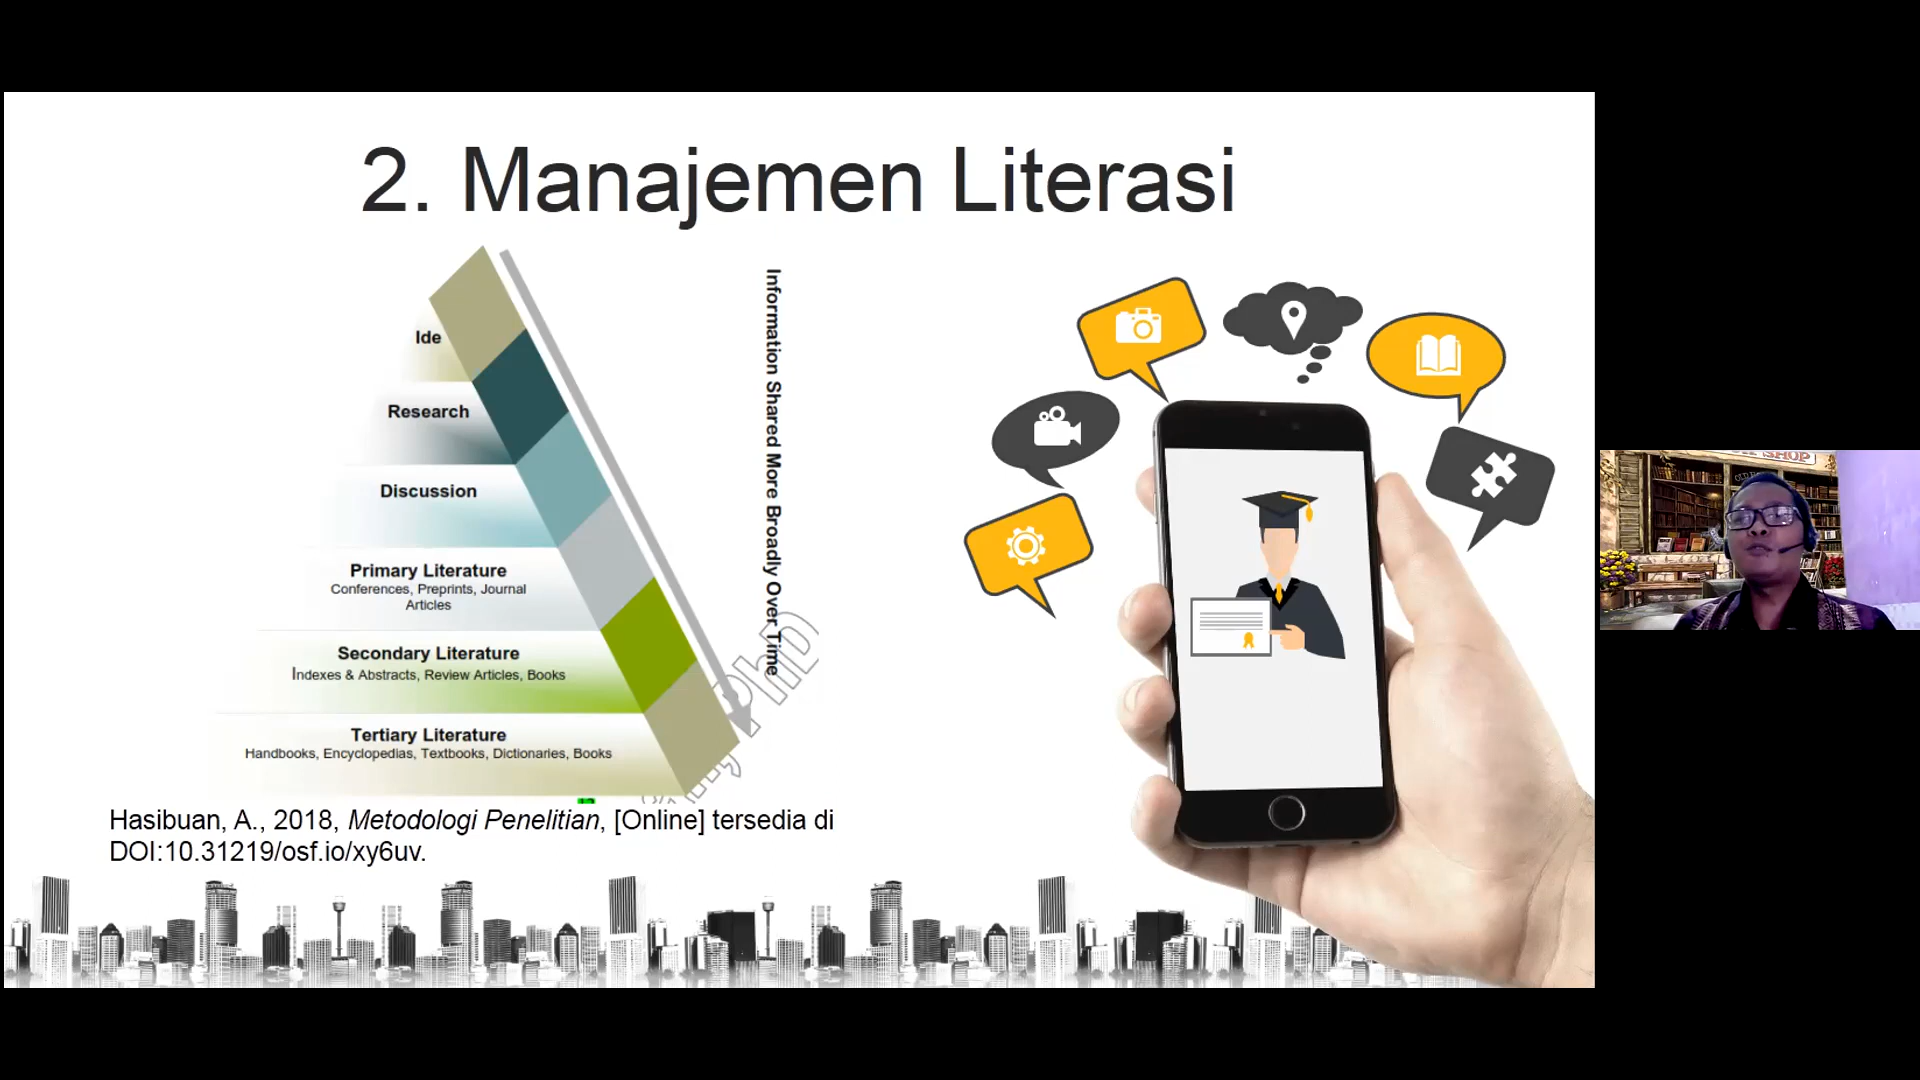 2. Manajemen Literasi
Ide
Research
Discussion
Primary Literature
Conferences, Preprints, Journal
Articles
Secondary Literature
Indexes & Abstracts, Review Articles, Books
Tertiary Literature
Handbooks, Encyclopedias, Textbooks, Dictionaries, Books
Information Shared More Broadly Over Time
PhD
Hasibuan, A., 2018, Metodologi Penelitian, [Online] tersedia di
DOI:10.31219/osf.io/xy6uv.
SHOP